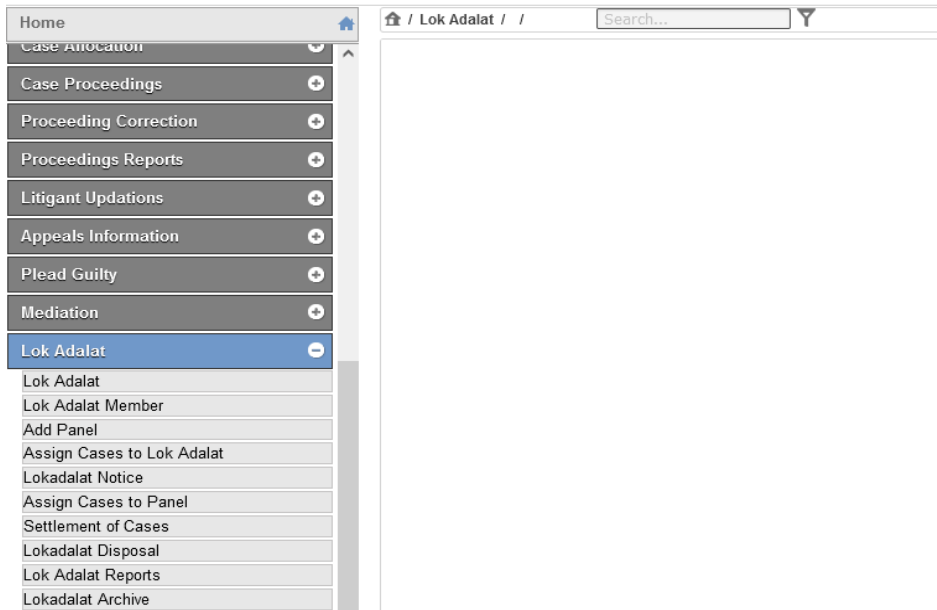 Home
/ Lok Adalat / /
Search...
Case Allocation
Case Proceedings
Proceeding Correction
Proceedings Reports
Litigant Updations
Appeals Information
Plead Guilty
Mediation
Lok Adalat
Lok Adalat
Lok Adalat Member
Add Panel
Assign Cases to Lok Adalat
Lokadalat Notice
Assign Cases to Panel
Settlement of Cases
Lokadalat Disposal
Lok Adalat Reports
Lokadalat Archive